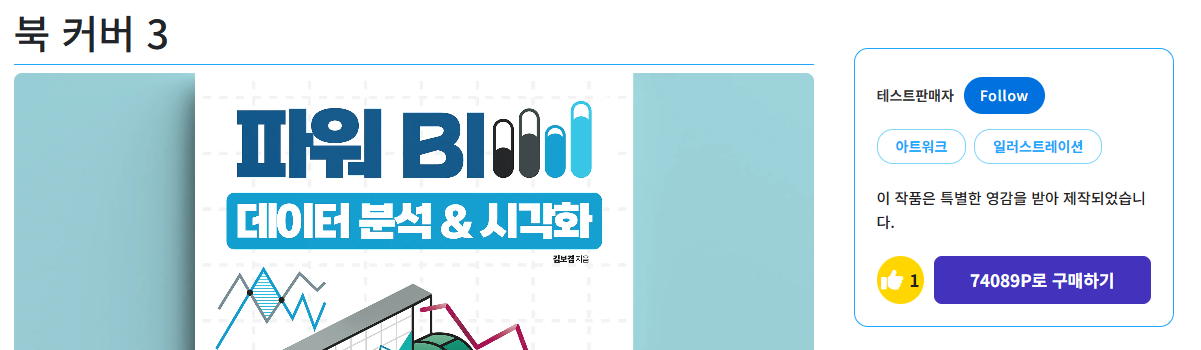 북 커버 3
파워 BI
데이터 분석 & 시각화
김보겸 지음
테스트판매자 Follow
아트워크 일러스트레이션
이 작품은 특별한 영감을 받아 제작되었습니
다.
1 74089P로 구매하기